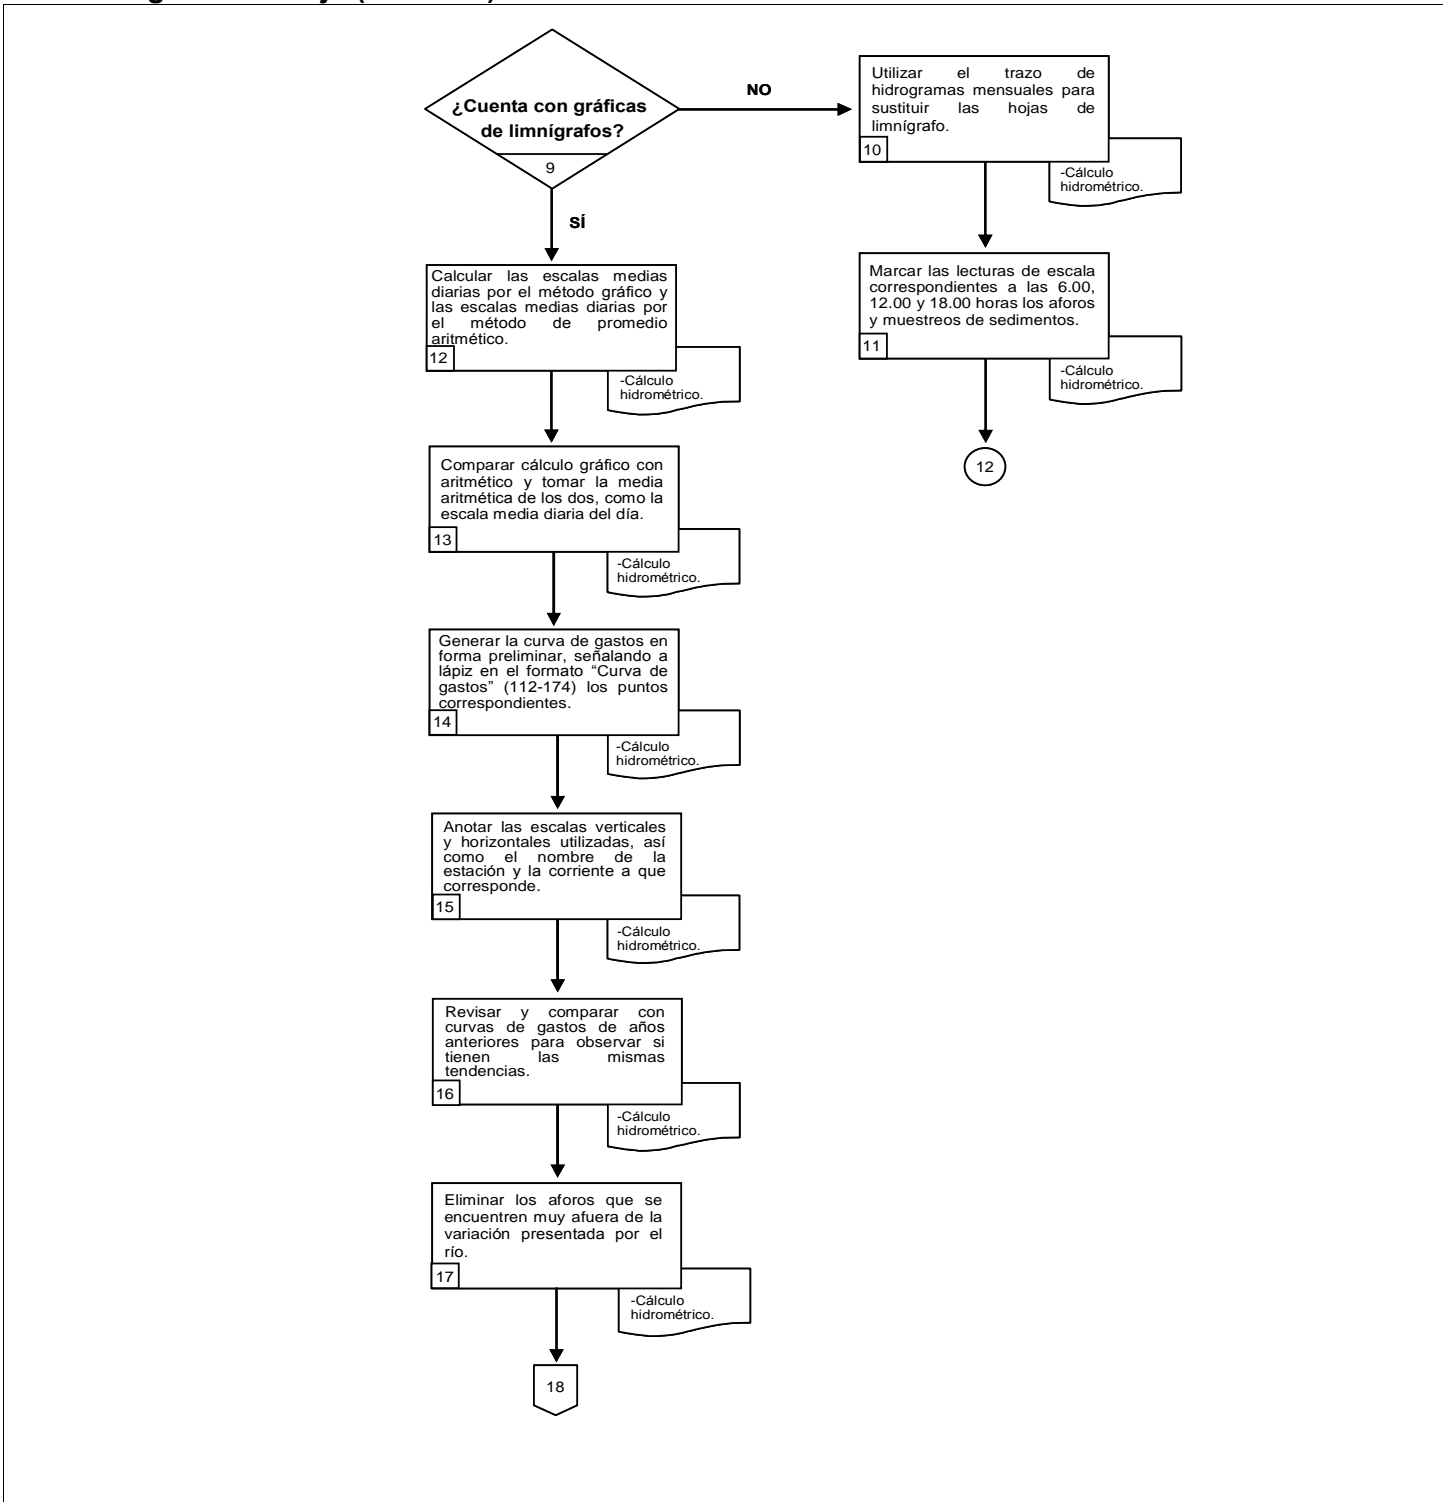 ¿Cuenta con gráficas
de limnígrafos?
9
NO
SÍ
Utilizar el trazo de
hidrogramas mensuales para
sustituir las hojas de
limnígrafo.
10
-Cálculo
hidrométrico.
Marcar las lecturas de escala
correspondientes a las 6.00,
12.00 y 18.00 horas los aforos
y muestreos de sedimentos.
11
-Cálculo
hidrométrico.
12
Calcular las escalas medias
diarias por el método gráfico y
las escalas medias diarias por
el método de promedio
aritmético.
12
-Cálculo
hidrométrico.
Comparar cálculo gráfico con
aritmético y tomar la media
aritmética de los dos, como la
escala media diaria del día.
13
-Cálculo
hidrométrico.
Generar la curva de gastos en
forma preliminar, señalando a
lápiz en el formato “Curva de
gastos” (112-174) los puntos
correspondientes.
14
-Cálculo
hidrométrico.
Anotar las escalas verticales
y horizontales utilizadas, así
como el nombre de la
estación y la corriente a que
corresponde.
15
-Cálculo
hidrométrico.
Revisar y comparar con
curvas de gastos de años
anteriores para observar si
tienen las mismas
tendencias.
16
-Cálculo
hidrométrico.
Eliminar los aforos que se
encuentren muy afuera de la
variación presentada por el
río.
17
-Cálculo
hidrométrico.
18